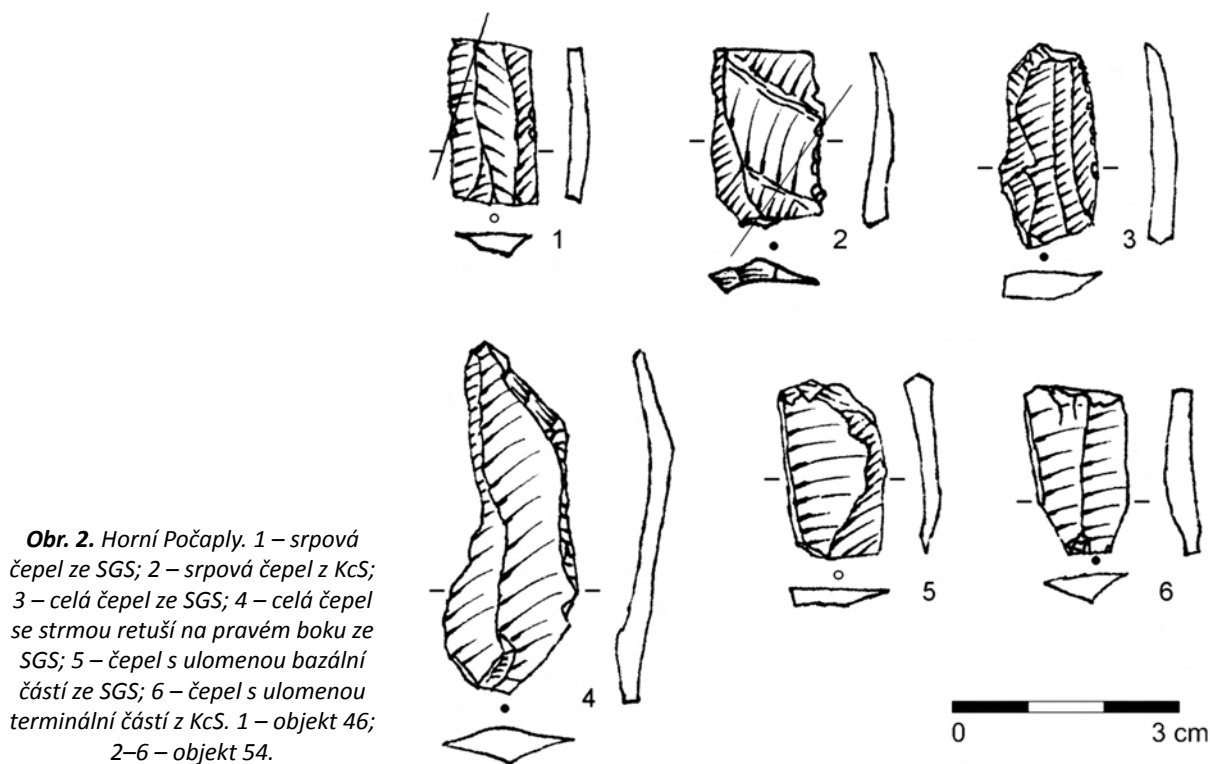 1
2
3
4
5
6
Obr. 2. Horní Počaply. 1 – srpová
čepel ze SGS; 2 – srpová čepel z KcS;
3 – celá čepel ze SGS; 4 – celá čepel
se strmou retuší na pravém boku ze
SGS; 5 – čepel s ulomenou bazální
částí ze SGS; 6 – čepel s ulomenou
terminální částí z KcS. 1 – objekt 46;
2–6 – objekt 54.
0 3 cm